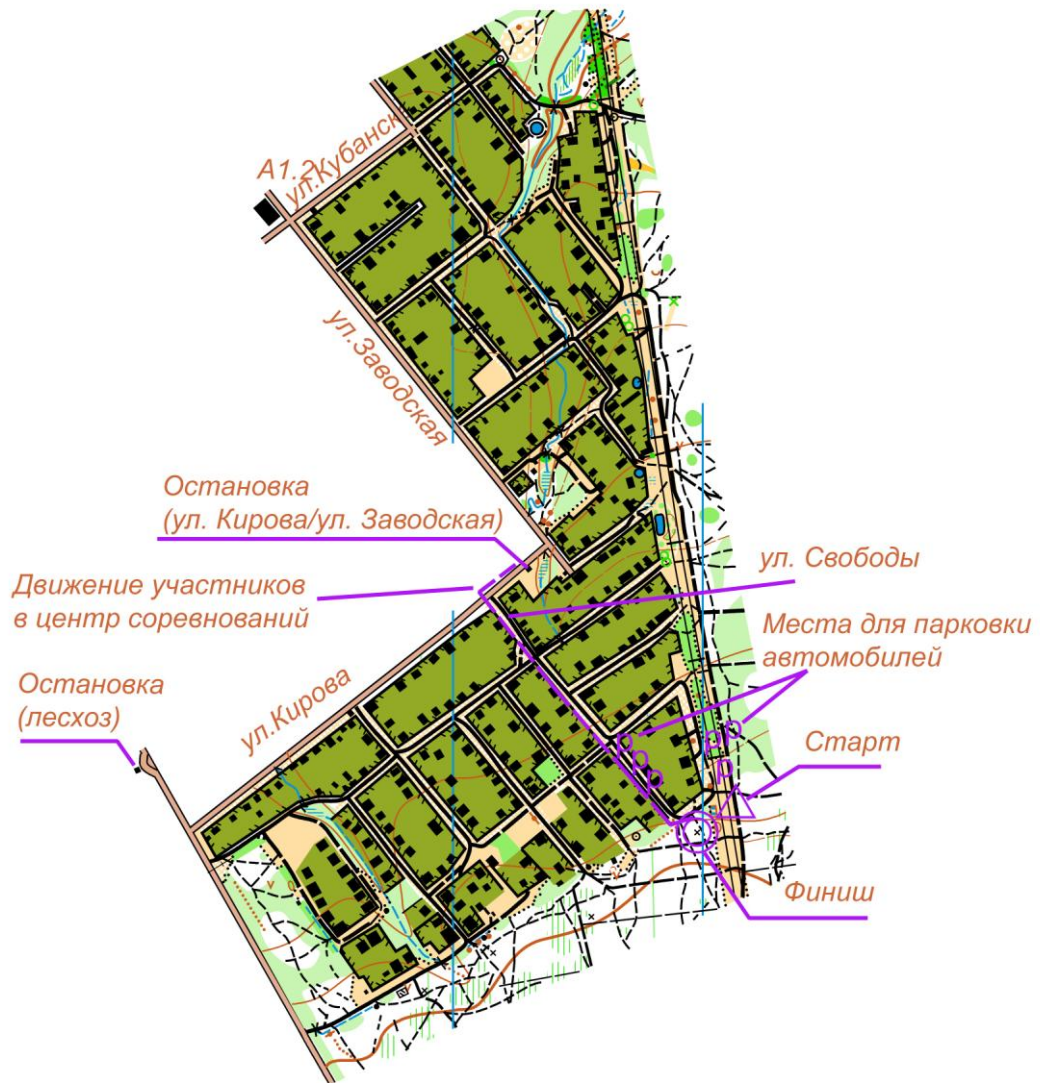 А1.2
ул.Кубанск
ул.Заводская
Остановка
(ул. Кирова/ул. Заводская)
ул. Свободы
Движение участников
в центр соревнований
Места для парковки
автомобилей
Остановка
(лесхоз)
ул.Кирова
Старт
р р р
р р р
Финиш